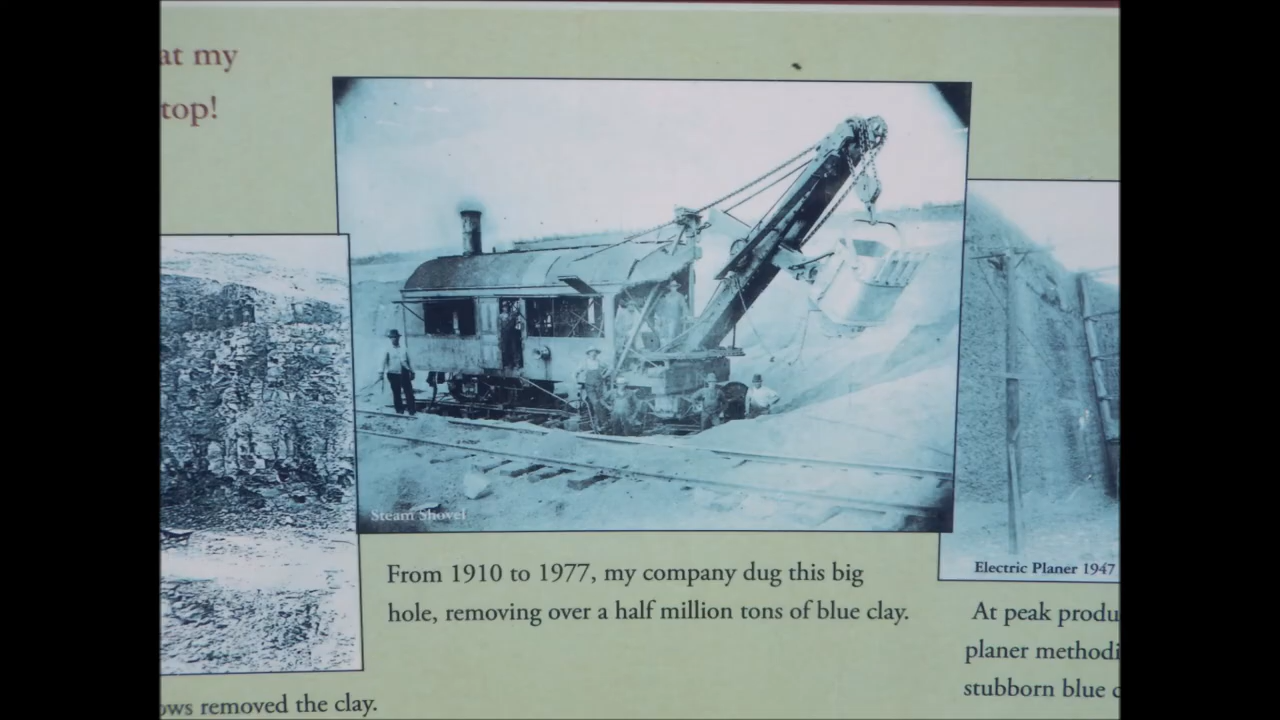 at my
top!
Steam Shovel
From 1910 to 1977, my company dug this big
hole, removing over a half million tons of blue clay.
ows removed the clay.
Electric Planer 1947
At peak produ
planer methodi
stubborn blue c